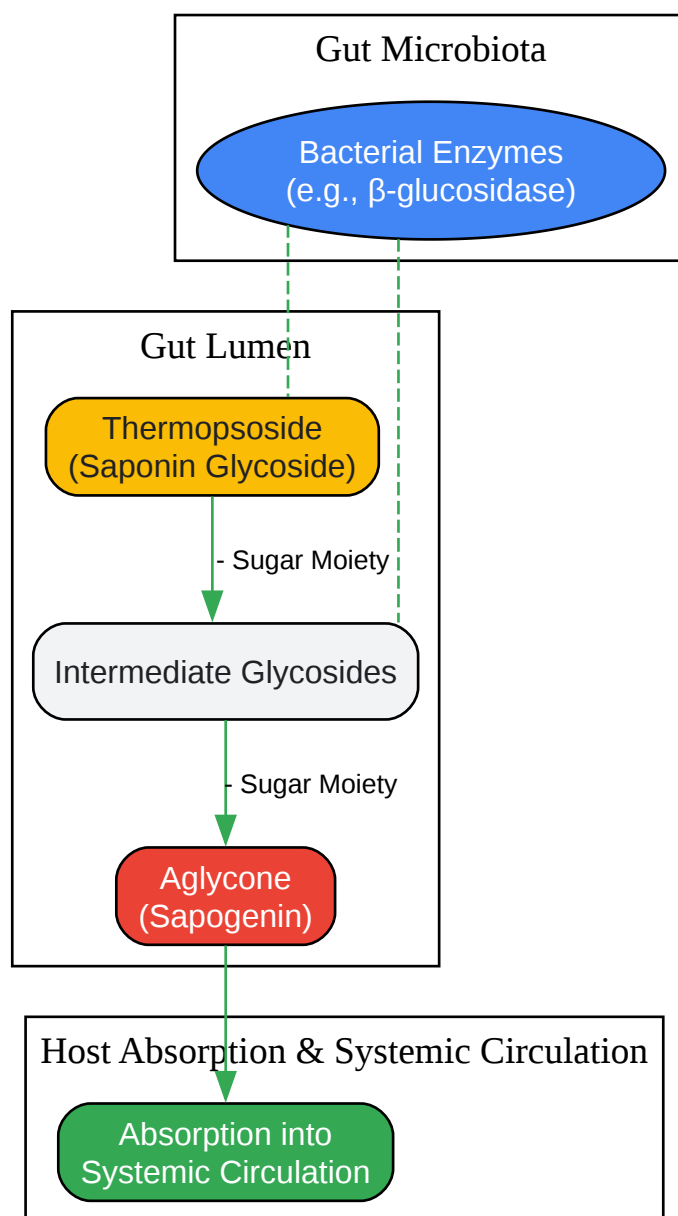 Gut Microbiota
Bacterial Enzymes
(e.g., β-glucosidase)
Gut Lumen
Thermopsoside
(Saponin Glycoside)
- Sugar Moiety
Intermediate Glycosides
- Sugar Moiety
Aglycone
(Sapogenin)
Host Absorption & Systemic Circulation
Absorption into
Systemic Circulation